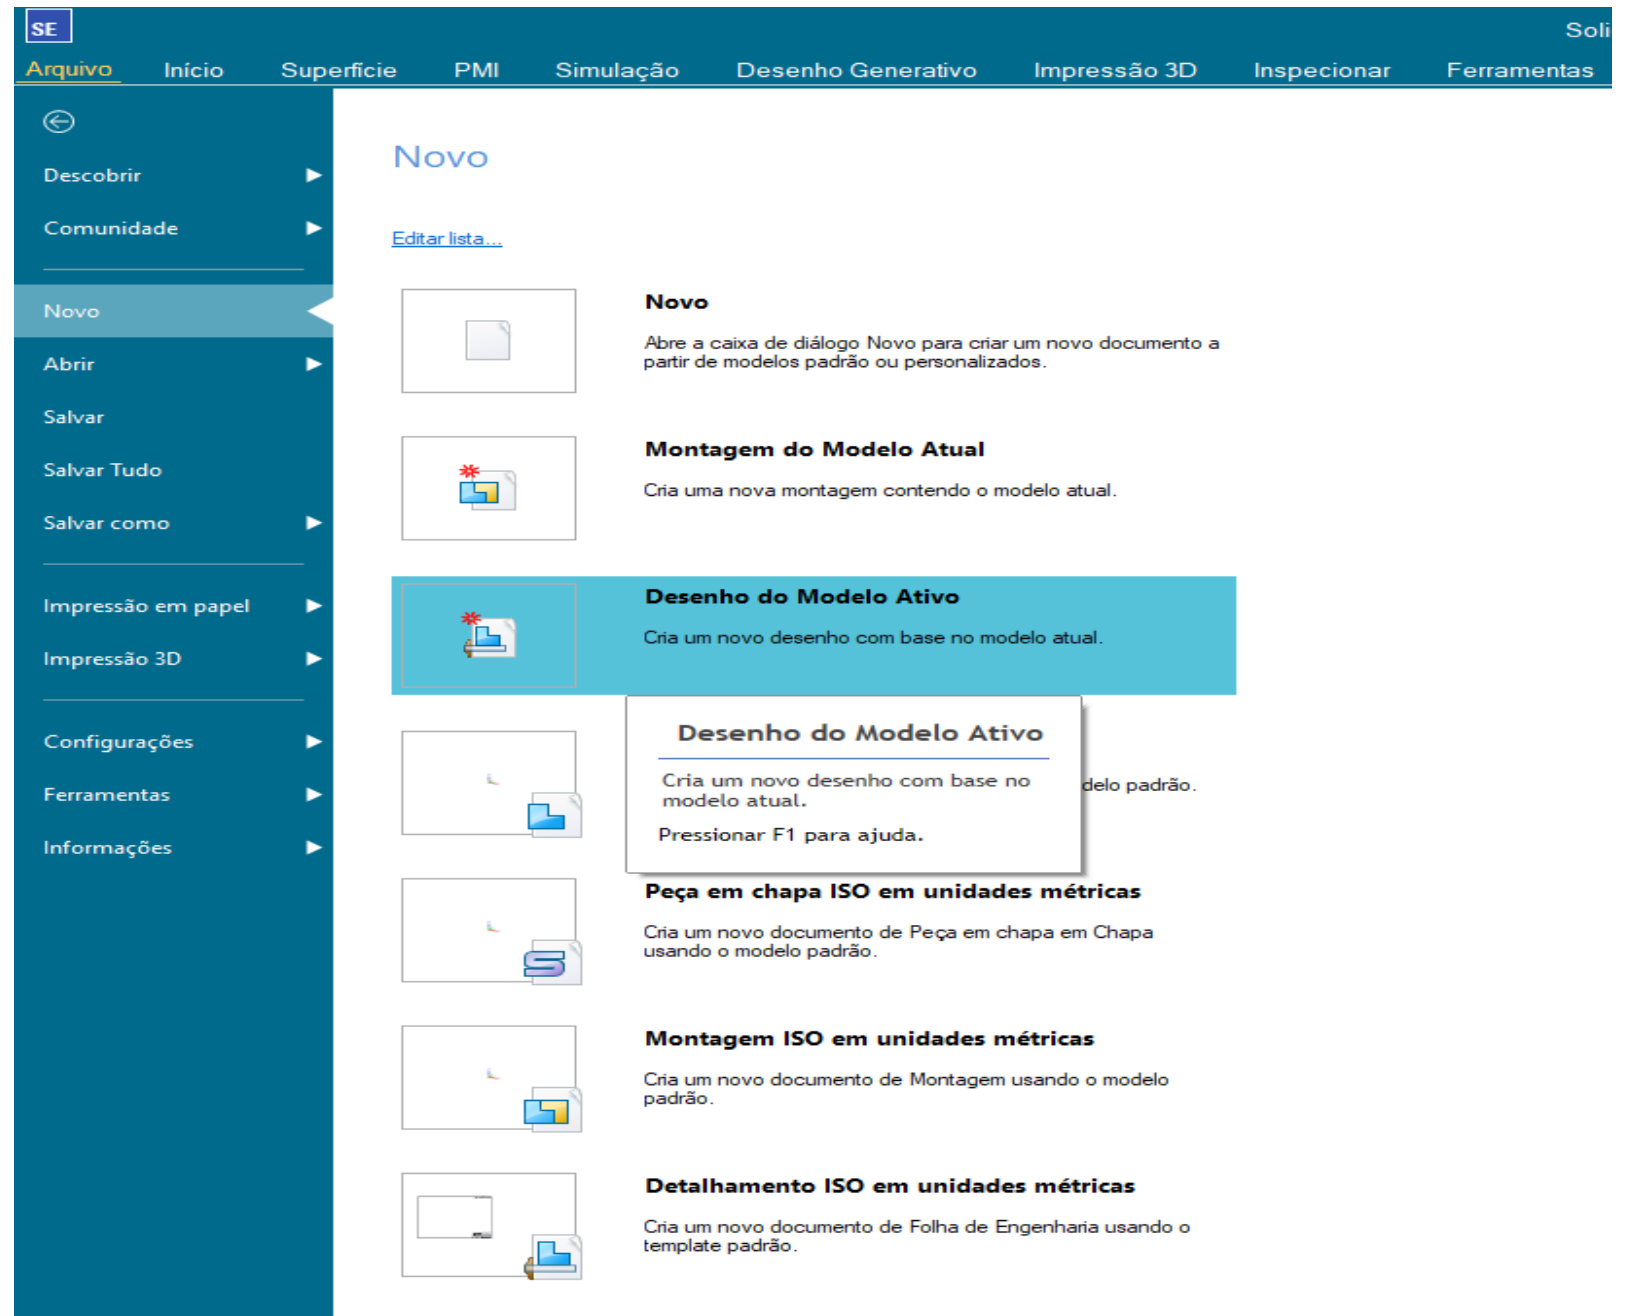 SE
Soli
Arquivo Início Superfície PMI Simulação Desenho Generativo Impressão 3D Inspecionar Ferramentas
Descobrir
Comunidade
Novo
Abrir
Salvar
Salvar Tudo
Salvar como
Impressão em papel
Impressão 3D
Configurações
Ferramentas
Informações
Novo
Editar lista...
Novo
Abre a caixa de diálogo Novo para criar um novo documento a
partir de modelos padrão ou personalizados.
Montagem do Modelo Atual
Cria uma nova montagem contendo o modelo atual.
Desenho do Modelo Ativo
Cria um novo desenho com base no modelo atual.
Desenho do Modelo Ativo
Cria um novo desenho com base no
modelo atual.
Pressionar F1 para ajuda.
delo padrão.
Peça em chapa ISO em unidades métricas
Cria um novo documento de Peça em chapa em Chapa
usando o modelo padrão.
Montagem ISO em unidades métricas
Cria um novo documento de Montagem usando o modelo
padrão.
Detalhamento ISO em unidades métricas
Cria um novo documento de Folha de Engenharia usando o
template padrão.